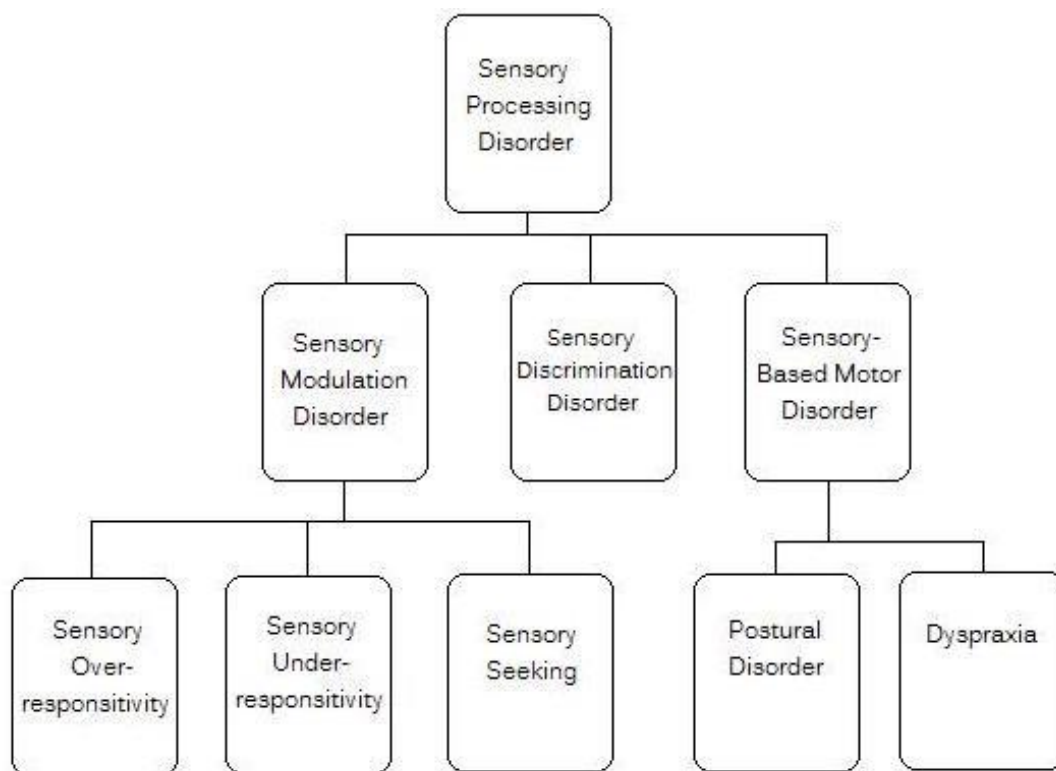 Sensory
Processing
Disorder
Sensory
Modulation
Disorder
Sensory
Discrimination
Disorder
Sensory-
Based Motor
Disorder
Sensory
Over-
responsitivity
Sensory
Under-
responsitivity
Sensory
Seeking
Postural
Disorder
Dyspraxia